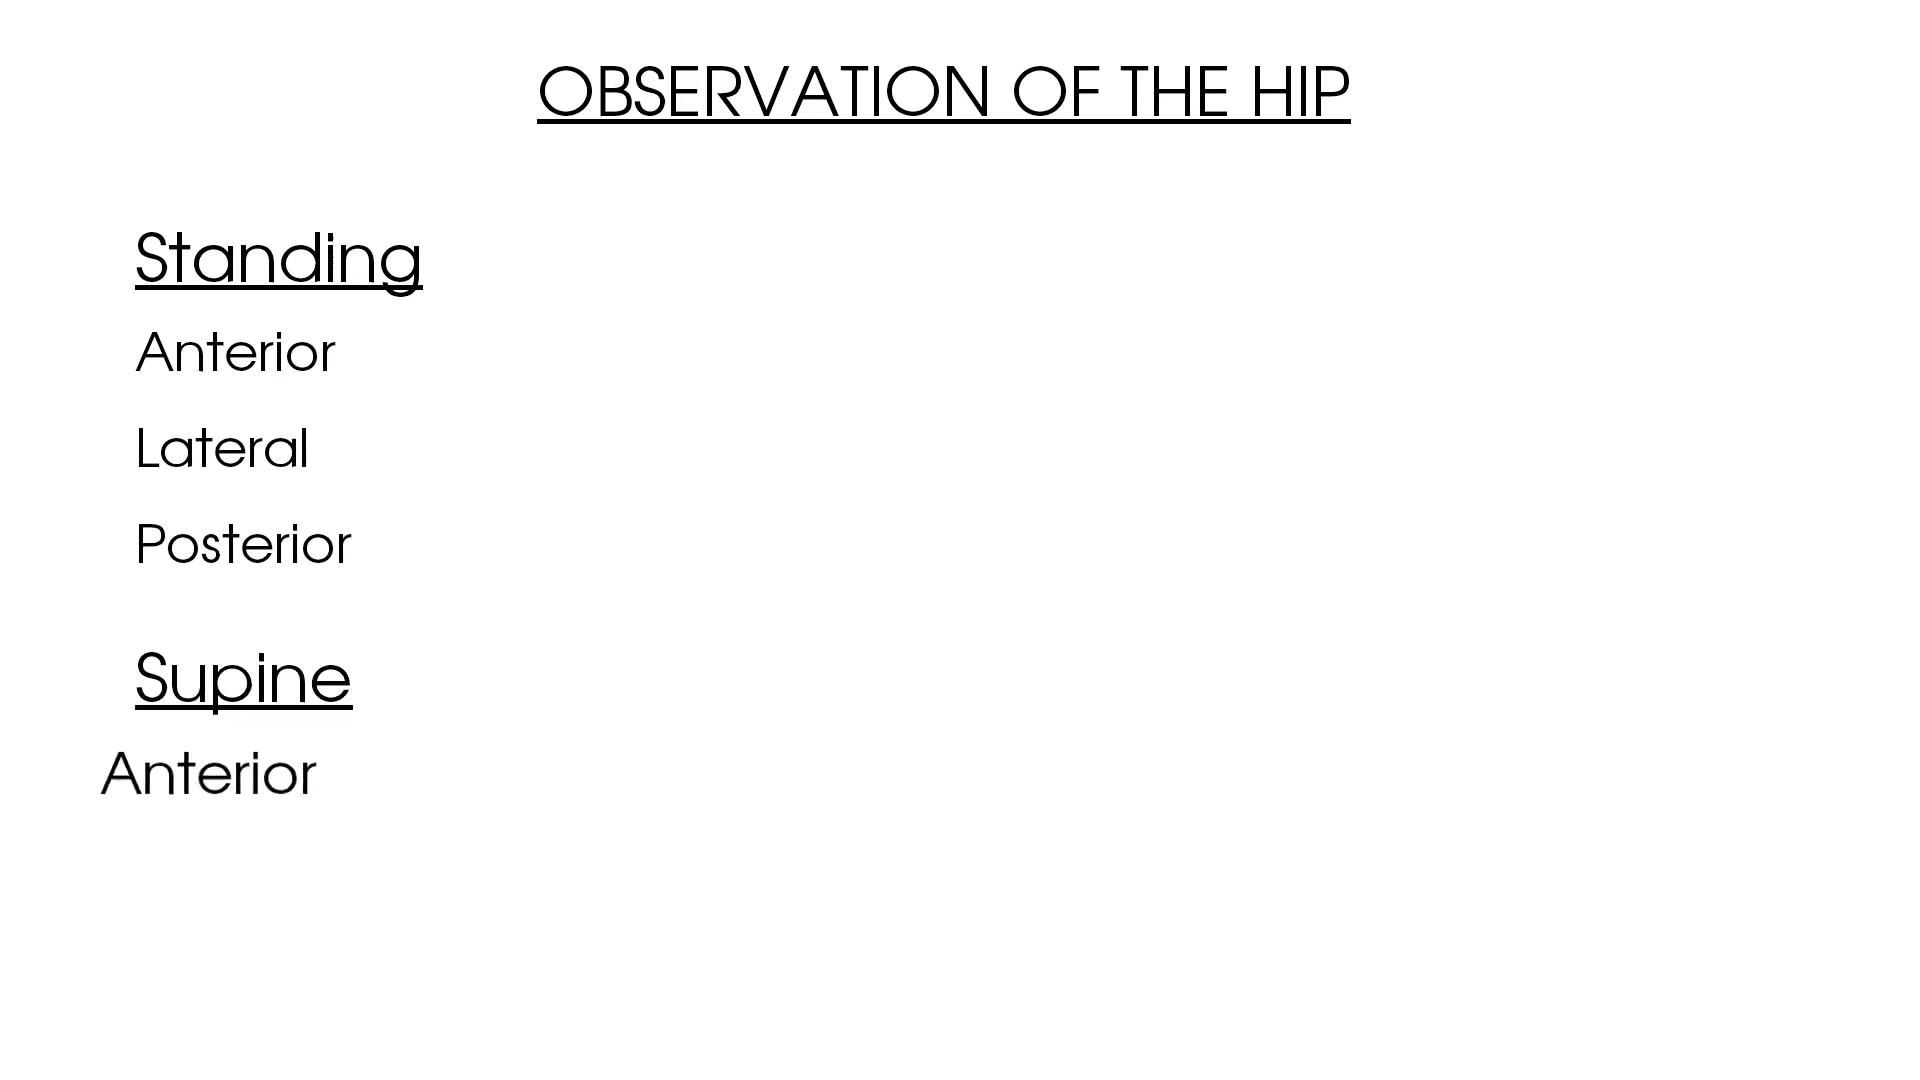 OBSERVATION OF THE HIP
Standing
Anterior
Lateral
Posterior
Supine
Anterior